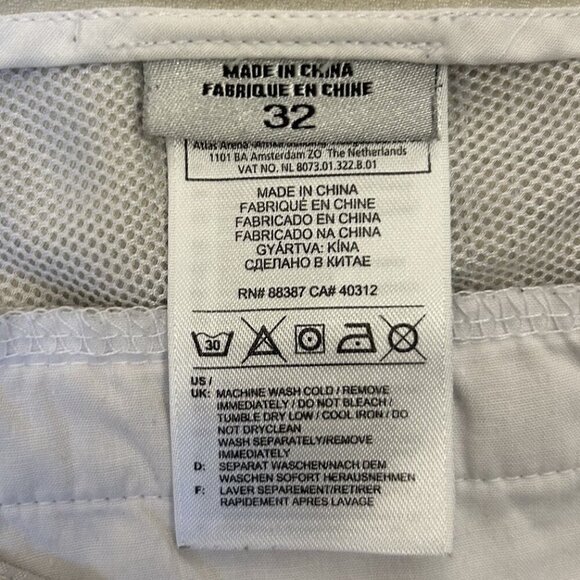 MADE IN CHINA
FABRIQUE EN CHINE
32
Atlas Arena
1101 BA Amsterdam ZO The Netherlands
VAT NO. NL 8073.01.322.B.01
MADE IN CHINA
FABRIQUÉ EN CHINE
FABRICADO EN CHINA
FABRICADO NA CHINA
GYÁRTVA: KÍNA
СДЕЛАНО В КИТАЕ
RN# 88387 CA# 40312
30
US /
UK: MACHINE WASH COLD / REMOVE
IMMEDIATELY / DO NOT BLEACH /
TUMBLE DRY LOW / COOL IRON / DO
NOT DRYCLEAN
WASH SEPARATELY/REMOVE
IMMEDIATELY
D: SEPARAT WASCHEN/NACH DEM
WASCHEN SOFORT HERAUSNEHMEN
F: LAVER SEPAREMENT/RETIRER
RAPIDEMENT APRES LAVAGE